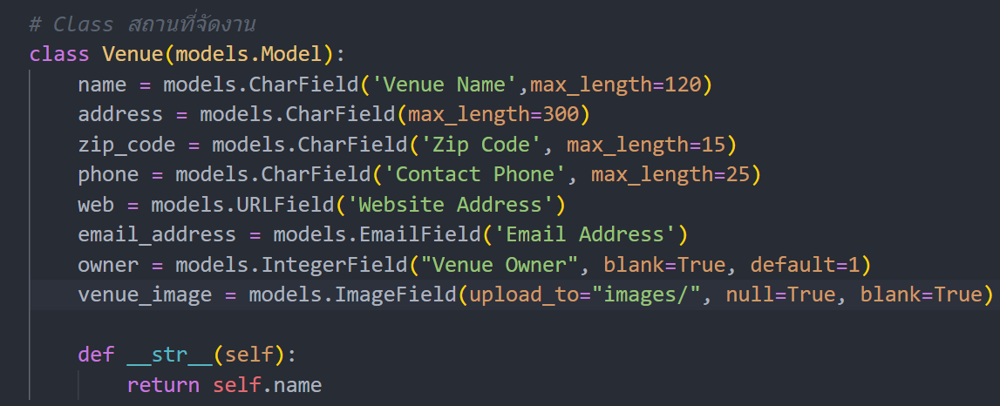 # Class สถานที่จัดงาน
class Venue(models.Model):
    name = models.CharField('Venue Name',max_length=120)
    address = models.CharField(max_length=300)
    zip_code = models.CharField('Zip Code', max_length=15)
    phone = models.CharField('Contact Phone', max_length=25)
    web = models.URLField('Website Address')
    email_address = models.EmailField('Email Address')
    owner = models.IntegerField("Venue Owner", blank=True, default=1)
    venue_image = models.ImageField(upload_to="images/", null=True, blank=True)
    def __str__(self):
        return self.name